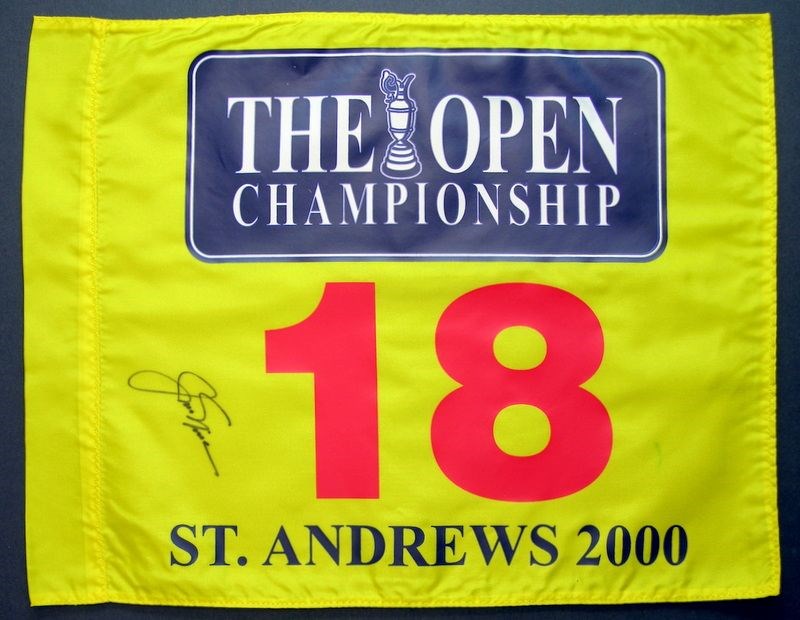 THE OPEN
CHAMPIONSHIP
18
ST. ANDREWS 2000